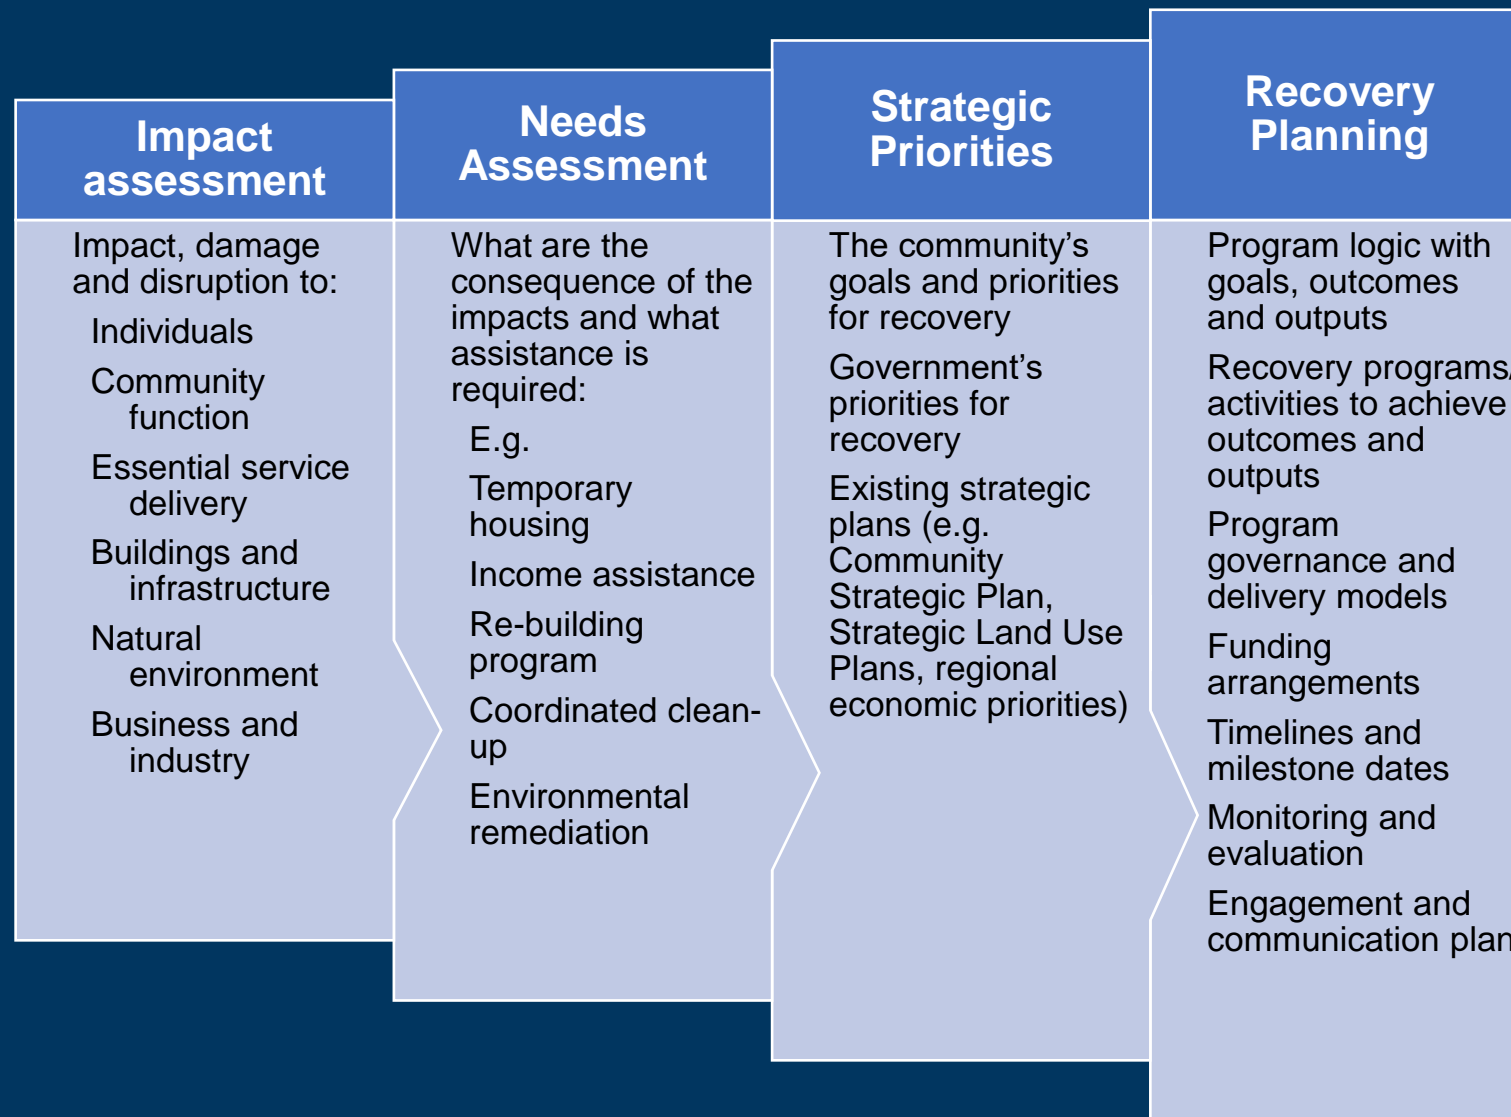 Impact
assessment
Impact, damage
and disruption to:
Individuals
Community
function
Essential service
delivery
Buildings and
infrastructure
Natural
environment
Business and
industry
Needs
Assessment
What are the
consequence of the
impacts and what
assistance is
required:
E.g.
Temporary
housing
Income assistance
Re-building
program
Coordinated clean-
up
Environmental
remediation
Strategic
Priorities
The community’s
goals and priorities
for recovery
Government’s
priorities for
recovery
Existing strategic
plans (e.g.
Community
Strategic Plan,
Strategic Land Use
Plans, regional
economic priorities)
Recovery
Planning
Program logic with
goals, outcomes
and outputs
Recovery programs/
activities to achieve
outcomes and
outputs
Program
governance and
delivery models
Funding
arrangements
Timelines and
milestone dates
Monitoring and
evaluation
Engagement and
communication plan